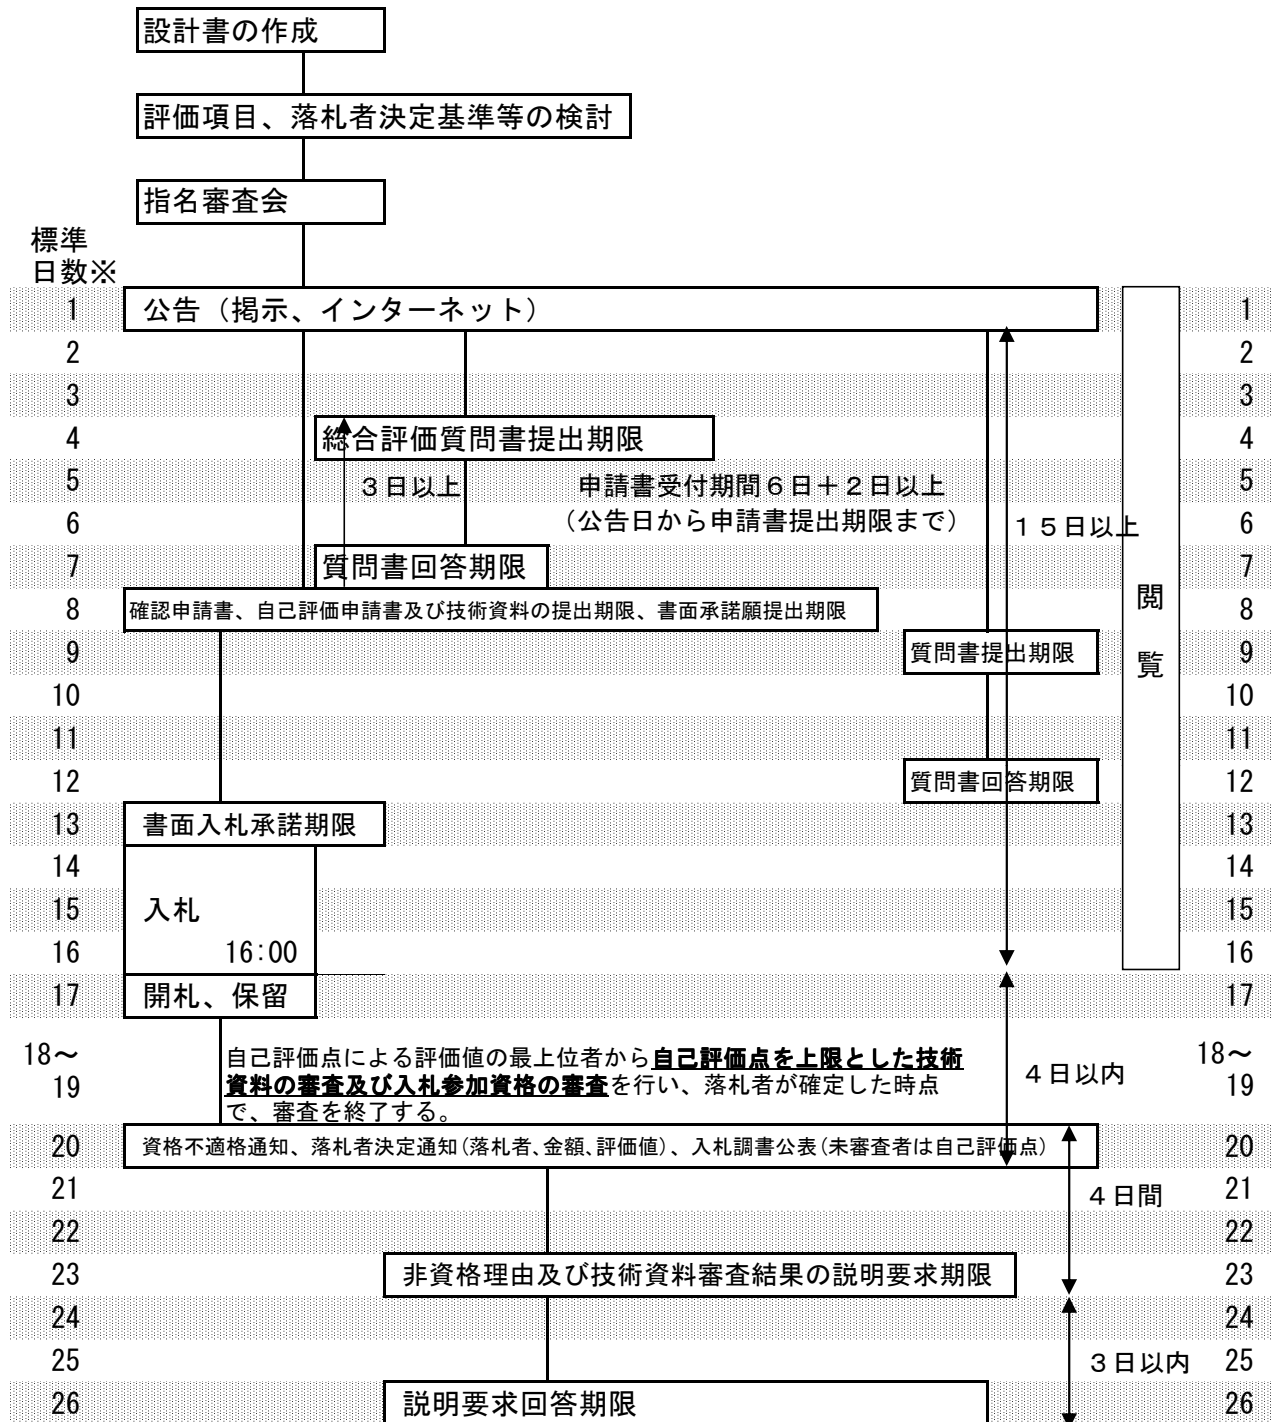 設計書の作成
評価項目、落札者決定基準等の検討
指名審査会
標準
日数※
1 公告（掲示、インターネット） 1
2 2
3 3
4 総合評価質問書提出期限 4
5 ３日以上 申請書受付期間６日＋２日以上 5
6 （公告日から申請書提出期限まで） １５日以上 6
7 質問書回答期限 7
8 確認申請書、自己評価申請書及び技術資料の提出期限、書面承諾願提出期限 閲 8
9 質問書提出期限 覧 9
10 10
11 11
12 質問書回答期限 12
13 書面入札承諾期限 13
14 14
15 入札 15
16 16:00 16
17 開札、保留 17
18～ 自己評価点による評価値の最上位者から自己評価点を上限とした技術 18～
19 資料の審査及び入札参加資格の審査を行い、落札者が確定した時点 ４日以内 19
で、審査を終了する。
20 資格不適格通知、落札者決定通知(落札者、金額、評価値)、入札調書公表(未審査者は自己評価点) 20
21 ４日間 21
22 22
23 非資格理由及び技術資料審査結果の説明要求期限 23
24 24
25 ３日以内 25
26 説明要求回答期限 26